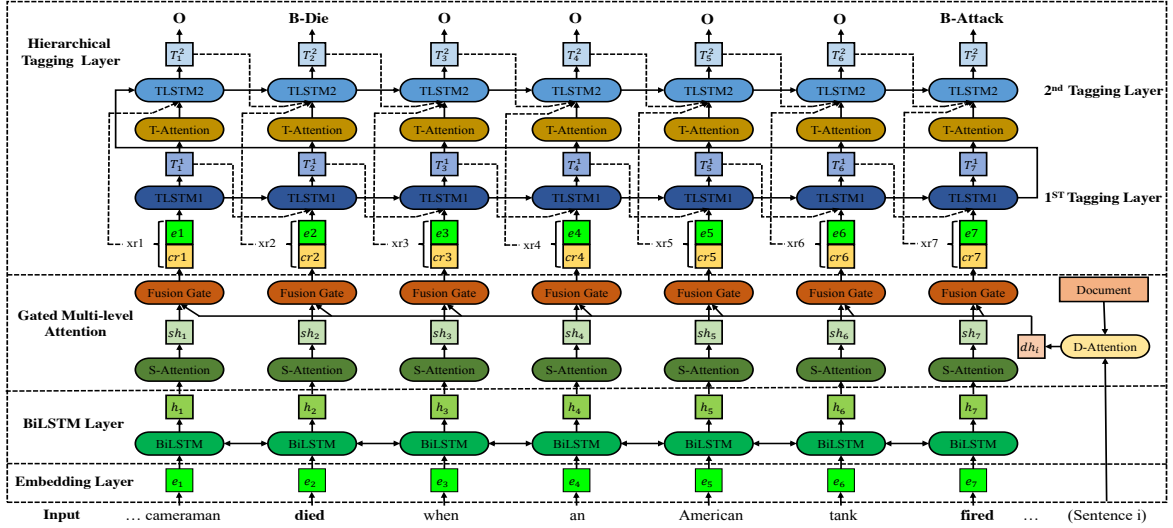 O B-Die O O O O B-Attack
Hierarchical Tagging Layer
T₁² T₂² T₃² T₄² T₅² T₆² T₇²
TLSTM2 TLSTM2 TLSTM2 TLSTM2 TLSTM2 TLSTM2 TLSTM2 2nd Tagging Layer
T-Attention T-Attention T-Attention T-Attention T-Attention T-Attention T-Attention
T₁¹ T₂¹ T₃¹ T₄¹ T₅¹ T₆¹ T₇¹
TLSTM1 TLSTM1 TLSTM1 TLSTM1 TLSTM1 TLSTM1 TLSTM1 1ST Tagging Layer
e1 e2 e3 e4 e5 e6 e7
xr1 xr2 xr3 xr4 xr5 xr6 xr7
cr1 cr2 cr3 cr4 cr5 cr6 cr7
Fusion Gate Fusion Gate Fusion Gate Fusion Gate Fusion Gate Fusion Gate Fusion Gate Document
Gated Multi-level
Attention
sh₁ sh₂ sh₃ sh₄ sh₅ sh₆ sh₇ dhᵢ D-Attention
S-Attention S-Attention S-Attention S-Attention S-Attention S-Attention S-Attention
h₁ h₂ h₃ h₄ h₅ h₆ h₇
BiLSTM Layer
BiLSTM BiLSTM BiLSTM BiLSTM BiLSTM BiLSTM BiLSTM
Embedding Layer e₁ e₂ e₃ e₄ e₅ e₆ e₇
Input … cameraman died when an American tank fired … (Sentence i)